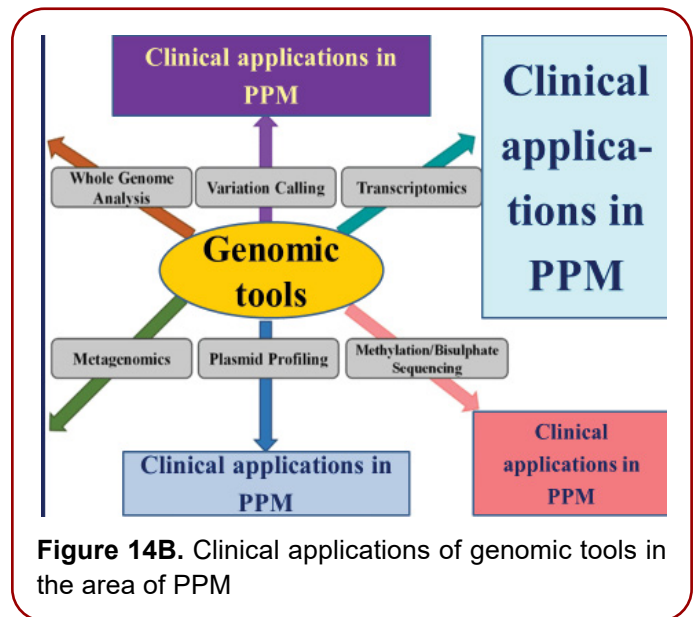 Clinical applications in
PPM
Clinical
applica-
tions in
PPM
Whole Genome
Analysis
Variation Calling
Transcriptomics
Genomic
tools
Metagenomics
Plasmid Profiling
Methylation/Bisulphate
Sequencing
Clinical applications in
PPM
Clinical
applications in
PPM
Figure 14B. Clinical applications of genomic tools in
the area of PPM